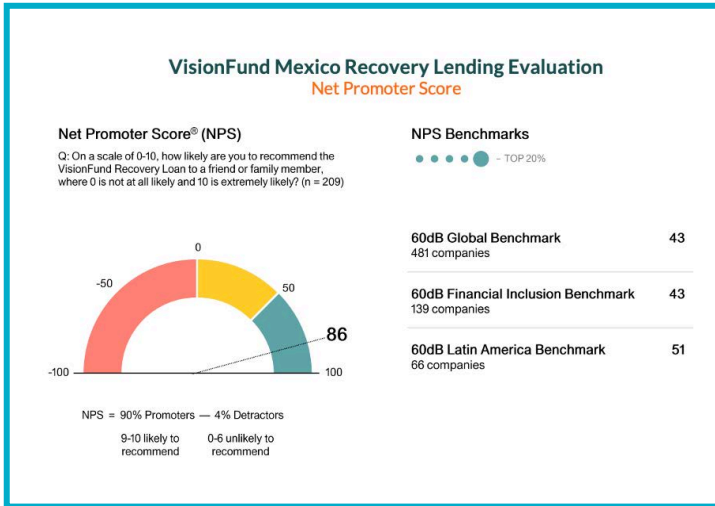 VisionFund Mexico Recovery Lending Evaluation
Net Promoter Score
Net Promoter Score® (NPS)
Q: On a scale of 0-10, how likely are you to recommend the
VisionFund Recovery Loan to a friend or family member,
where 0 is not at all likely and 10 is extremely likely? (n = 209)
0
-50
50
86
-100
100
NPS = 90% Promoters — 4% Detractors
9-10 likely to
recommend
0-6 unlikely to
recommend
NPS Benchmarks
- TOP 20%
60dB Global Benchmark 43
481 companies
60dB Financial Inclusion Benchmark 43
139 companies
60dB Latin America Benchmark 51
66 companies